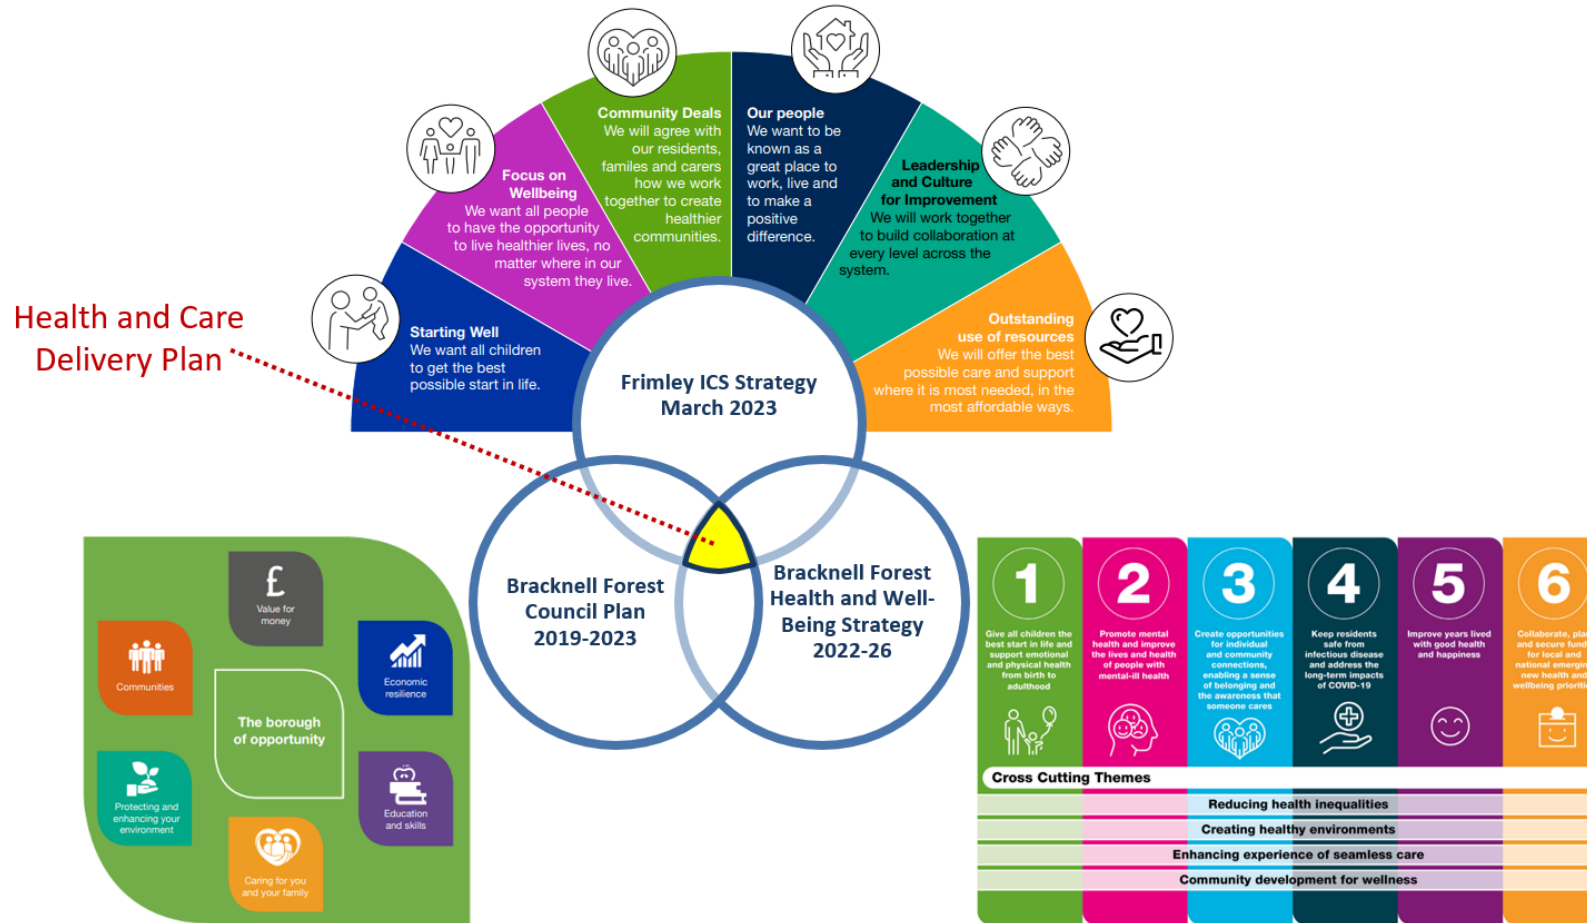 Community Deals
We will agree with
our residents,
familes and carers
how we work
together to create
healthier
communities.
Our people
We want to be
known as a
great place to
work, live and
to make a
positive
difference.
Focus on
Wellbeing
We want all people
to have the opportunity
to live healthier lives, no
matter where in our
system they live.
Leadership
and Culture
for Improvement
We will work together
to build collaboration at
every level across the
system.
Starting Well
We want all children
to get the best
possible start in life.
Outstanding
use of resources
We will offer the best
possible care and support
where it is most needed, in the
most affordable ways.
Health and Care
Delivery Plan
Frimley ICS Strategy
March 2023
Bracknell Forest
Council Plan
2019-2023
Bracknell Forest
Health and Well-
Being Strategy
2022-26
£
Value for
money
Communities
Economic
resilience
The borough
of opportunity
Protecting and
enhancing your
environment
Education
and skills
Caring for you
and your family
1
Give all children the
best start in life and
support emotional
and physical health
from birth to
adulthood
2
Promote mental
health and improve
the lives and health
of people with
mental-ill health
3
Create opportunities
for individual
and community
connections,
enabling a sense
of belonging and
the awareness that
someone cares
4
Keep residents
safe from
infectious disease
and address the
long-term impacts
of COVID-19
5
Improve years lived
with good health
and happiness
6
Collaborate, plan
and secure
for local and
national
new health and
wellbeing
Cross Cutting Themes
Reducing health inequalities
Creating healthy environments
Enhancing experience of seamless care
Community development for wellness